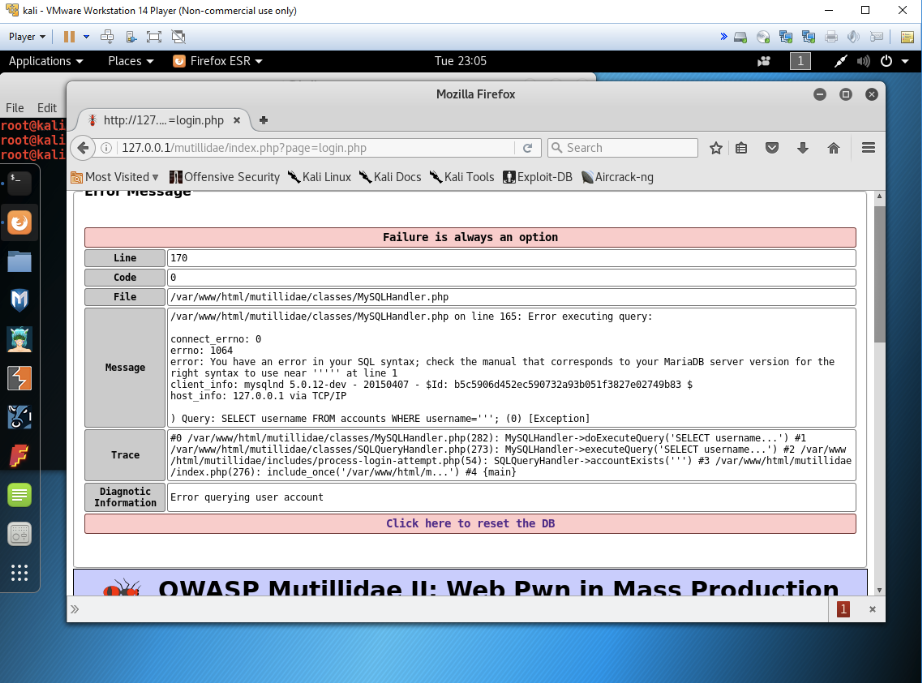 kali - VMware Workstation 14 Player (Non-commercial use only)
Player
Applications Places Firefox ESR Tue 23:05 1
Mozilla Firefox
File Edit
http://127.... =login.php
root@kali
root@kali
root@kali
127.0.0.1/mutillidae/index.php?page=login.php Search
Most Visited Offensive Security Kali Linux Kali Docs Kali Tools Exploit-DB Aircrack-ng
Error Message
Failure is always an option
Line 170
Code 0
File /var/www/html/mutillidae/classes/MySQLHandler.php
Message
/var/www/html/mutillidae/classes/MySQLHandler.php on line 165: Error executing query:
connect_errno: 0
errno: 1064
error: You have an error in your SQL syntax; check the manual that corresponds to your MariaDB server version for the
right syntax to use near ''''' at line 1
client_info: mysqlnd 5.0.12-dev - 20150407 - $Id: b5c5906d452ec590732a93b051f3827e02749b83 $
host_info: 127.0.0.1 via TCP/IP
) Query: SELECT username FROM accounts WHERE username='''; (0) [Exception]
Trace
#0 /var/www/html/mutillidae/classes/MySQLHandler.php(282): MySQLHandler->doExecuteQuery('SELECT username...') #1
/var/www/html/mutillidae/classes/SQLQueryHandler.php(273): MySQLHandler->executeQuery('SELECT username...') #2 /var/www
/html/mutillidae/includes/process-login-attempt.php(54): SQLQueryHandler->accountExists(''') #3 /var/www/html/mutillidae
/index.php(276): include_once('/var/www/html/m...') #4 {main}
Diagnostic
Information
Error querying user account
Click here to reset the DB
OWASP Mutillidae II: Web Pwn in Mass Production
1